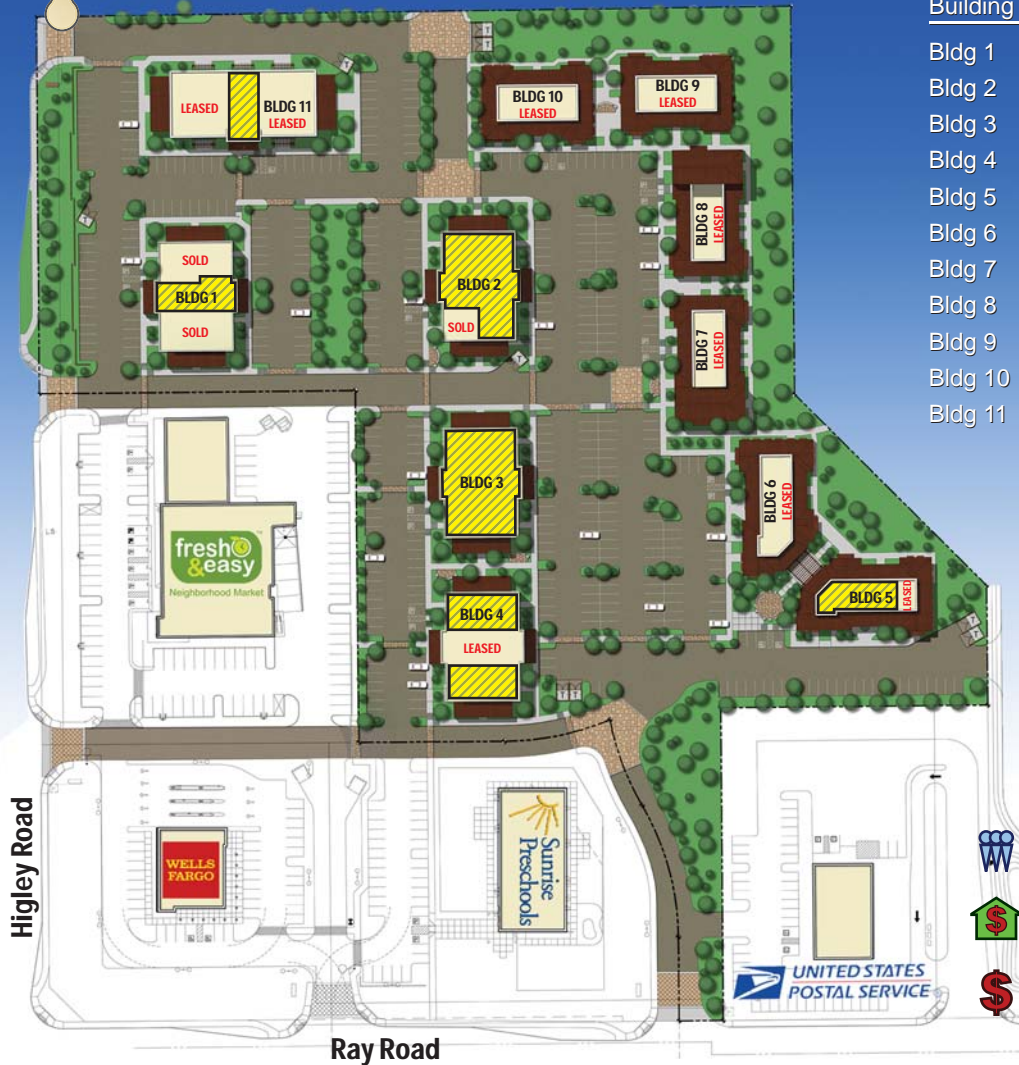 Building
Bldg 1
Bldg 2
Bldg 3
Bldg 4
Bldg 5
Bldg 6
Bldg 7
Bldg 8
Bldg 9
Bldg 10
Bldg 11
LEASED
BLDG 11
LEASED
BLDG 10
LEASED
BLDG 9
LEASED
BLDG 8
LEASED
SOLD
BLDG 1
SOLD
BLDG 2
SOLD
BLDG 7
LEASED
BLDG 3
BLDG 6
LEASED
fresh
&easy
Neighborhood Market
BLDG 4
LEASED
BLDG 5
LEASED
Higley Road
WELLS
FARGO
Sunrise
Preschools
UNITED STATES
POSTAL SERVICE®
$
$
Ray Road